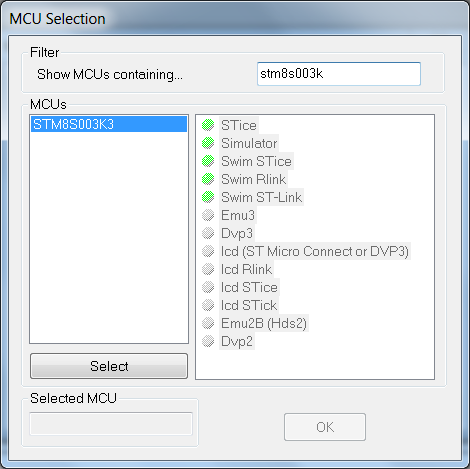 MCU Selection
Filter
Show MCUs containing...
stm8s003k
MCUs
STM8S003K3
STice
Simulator
Swim STice
Swim Rlink
Swim ST-Link
Emu3
Dvp3
Icd (ST Micro Connect or DVP3)
Icd Rlink
Icd STice
Icd STick
Emu2B (Hds2)
Dvp2
Select
Selected MCU
OK